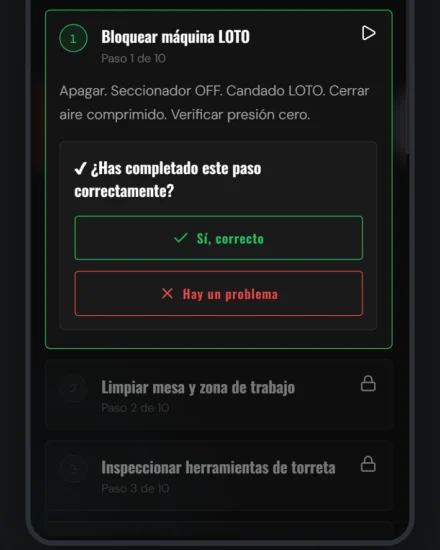 1
Bloquear máquina LOTO
Paso 1 de 10
Apagar. Seccionador OFF. Candado LOTO. Cerrar
aire comprimido. Verificar presión cero.
✓ ¿Has completado este paso
correctamente?
✓ Sí, correcto
✕ Hay un problema
2
Limpiar mesa y zona de trabajo
Paso 2 de 10
3
Inspeccionar herramientas de torreta
Paso 3 de 10